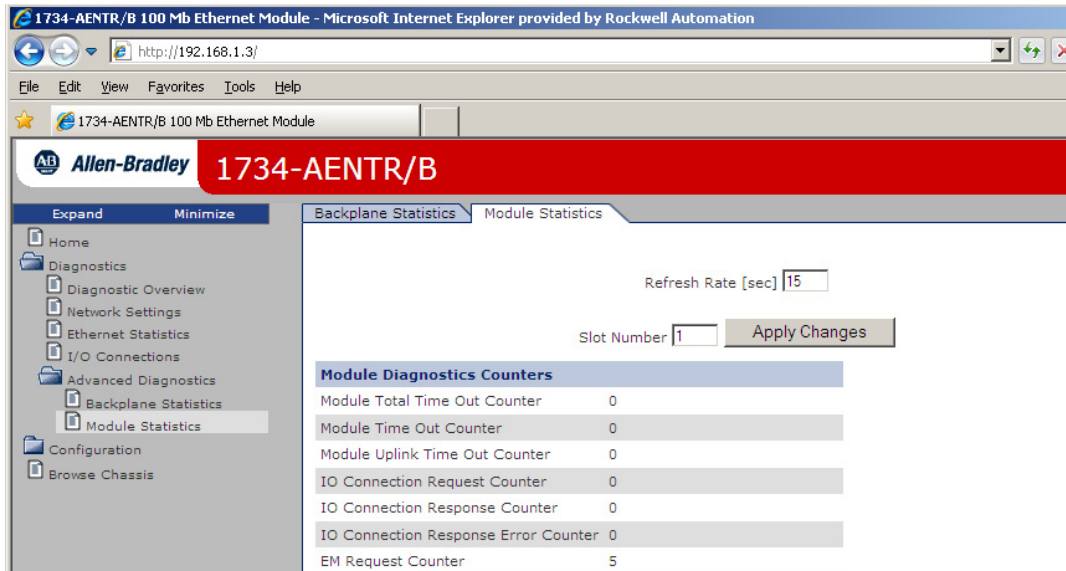 1734-AENTR/B 100 Mb Ethernet Module - Microsoft Internet Explorer provided by Rockwell Automation
http://192.168.1.3/
File Edit View Favorites Tools Help
1734-AENTR/B 100 Mb Ethernet Module
AB Allen-Bradley 1734-AENTR/B
Expand Minimize
Home
Diagnostics
Diagnostic Overview
Network Settings
Ethernet Statistics
I/O Connections
Advanced Diagnostics
Backplane Statistics
Module Statistics
Configuration
Browse Chassis
Backplane Statistics Module Statistics
Refresh Rate [sec] 15
Slot Number 1 Apply Changes
Module Diagnostics Counters
Module Total Time Out Counter 0
Module Time Out Counter 0
Module Uplink Time Out Counter 0
IO Connection Request Counter 0
IO Connection Response Counter 0
IO Connection Response Error Counter 0
EM Request Counter 5